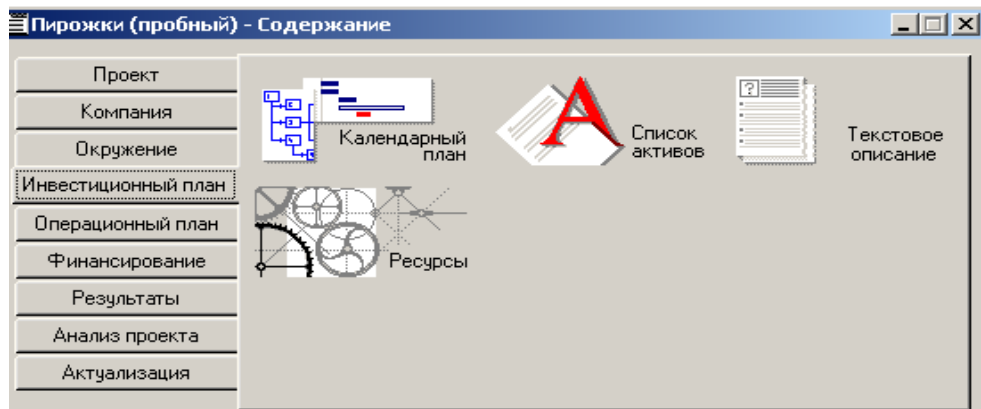 Пирожки (пробный) - Содержание
Проект
Компания
Окружение
Инвестиционный план
Операционный план
Финансирование
Результаты
Анализ проекта
Актуализация
Календарный
план
Список
активов
Текстовое
описание
Ресурсы